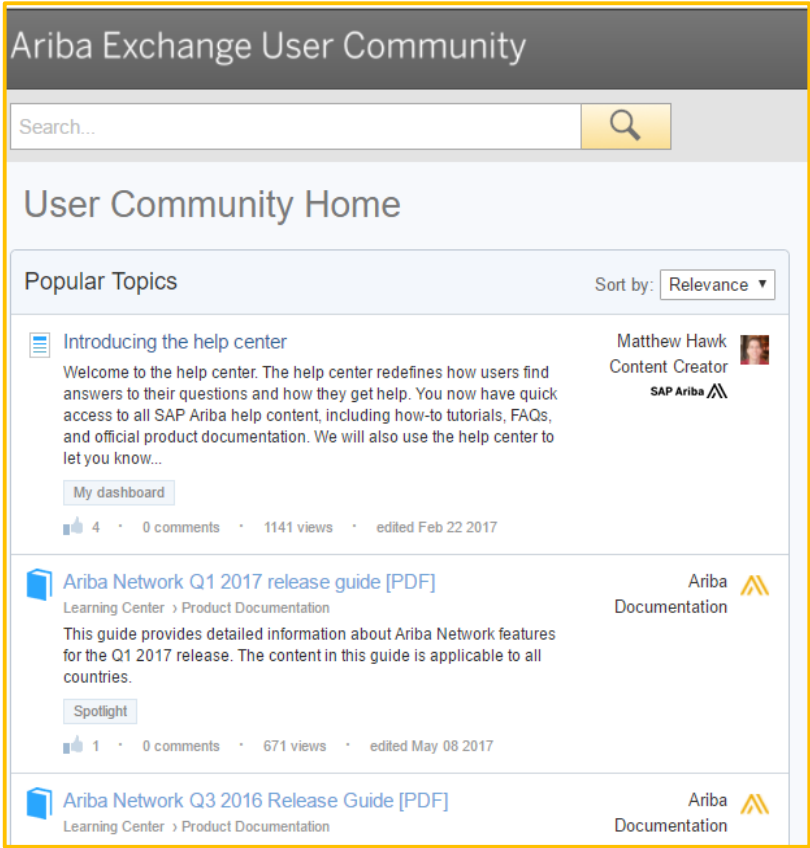 Ariba Exchange User Community
Search...
User Community Home
Popular Topics
Sort by: Relevance ▼
Introducing the help center
Matthew Hawk
Content Creator
SAP Ariba
Welcome to the help center. The help center redefines how users find
answers to their questions and how they get help. You now have quick
access to all SAP Ariba help content, including how-to tutorials, FAQs,
and official product documentation. We will also use the help center to
let you know...
My dashboard
4 · 0 comments · 1141 views · edited Feb 22 2017
Ariba Network Q1 2017 release guide [PDF]
Ariba
Documentation
Learning Center › Product Documentation
This guide provides detailed information about Ariba Network features
for the Q1 2017 release. The content in this guide is applicable to all
countries.
Spotlight
1 · 0 comments · 671 views · edited May 08 2017
Ariba Network Q3 2016 Release Guide [PDF]
Ariba
Documentation
Learning Center › Product Documentation